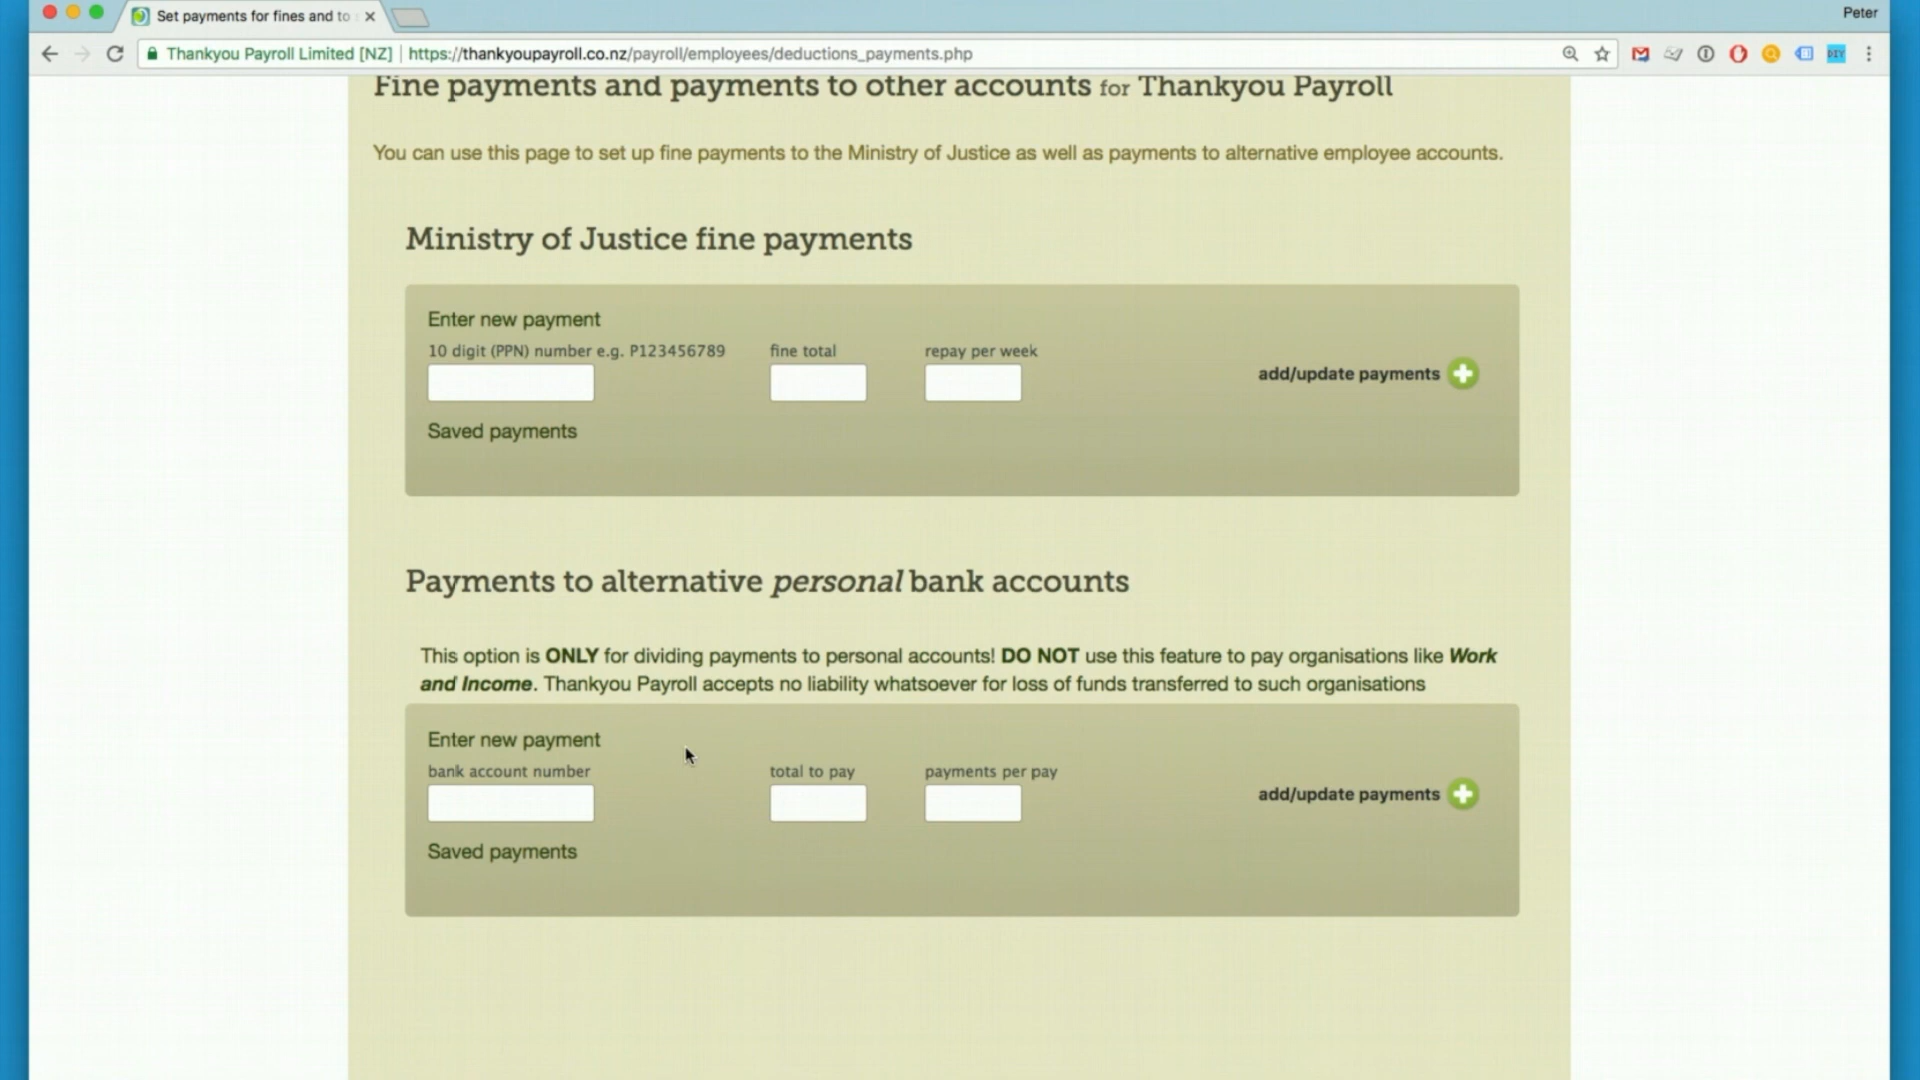 Set payments for fines and to
Peter
Thankyou Payroll Limited [NZ] | https://thankyoupayroll.co.nz/payroll/employees/deductions_payments.php
DIY
Fine payments and payments to other accounts for Thankyou Payroll
You can use this page to set up fine payments to the Ministry of Justice as well as payments to alternative employee accounts.
Ministry of Justice fine payments
Enter new payment
10 digit (PPN) number e.g. P123456789 fine total repay per week
add/update payments
Saved payments
Payments to alternative personal bank accounts
This option is ONLY for dividing payments to personal accounts! DO NOT use this feature to pay organisations like Work
and Income. Thankyou Payroll accepts no liability whatsoever for loss of funds transferred to such organisations
Enter new payment
bank account number total to pay payments per pay
add/update payments
Saved payments